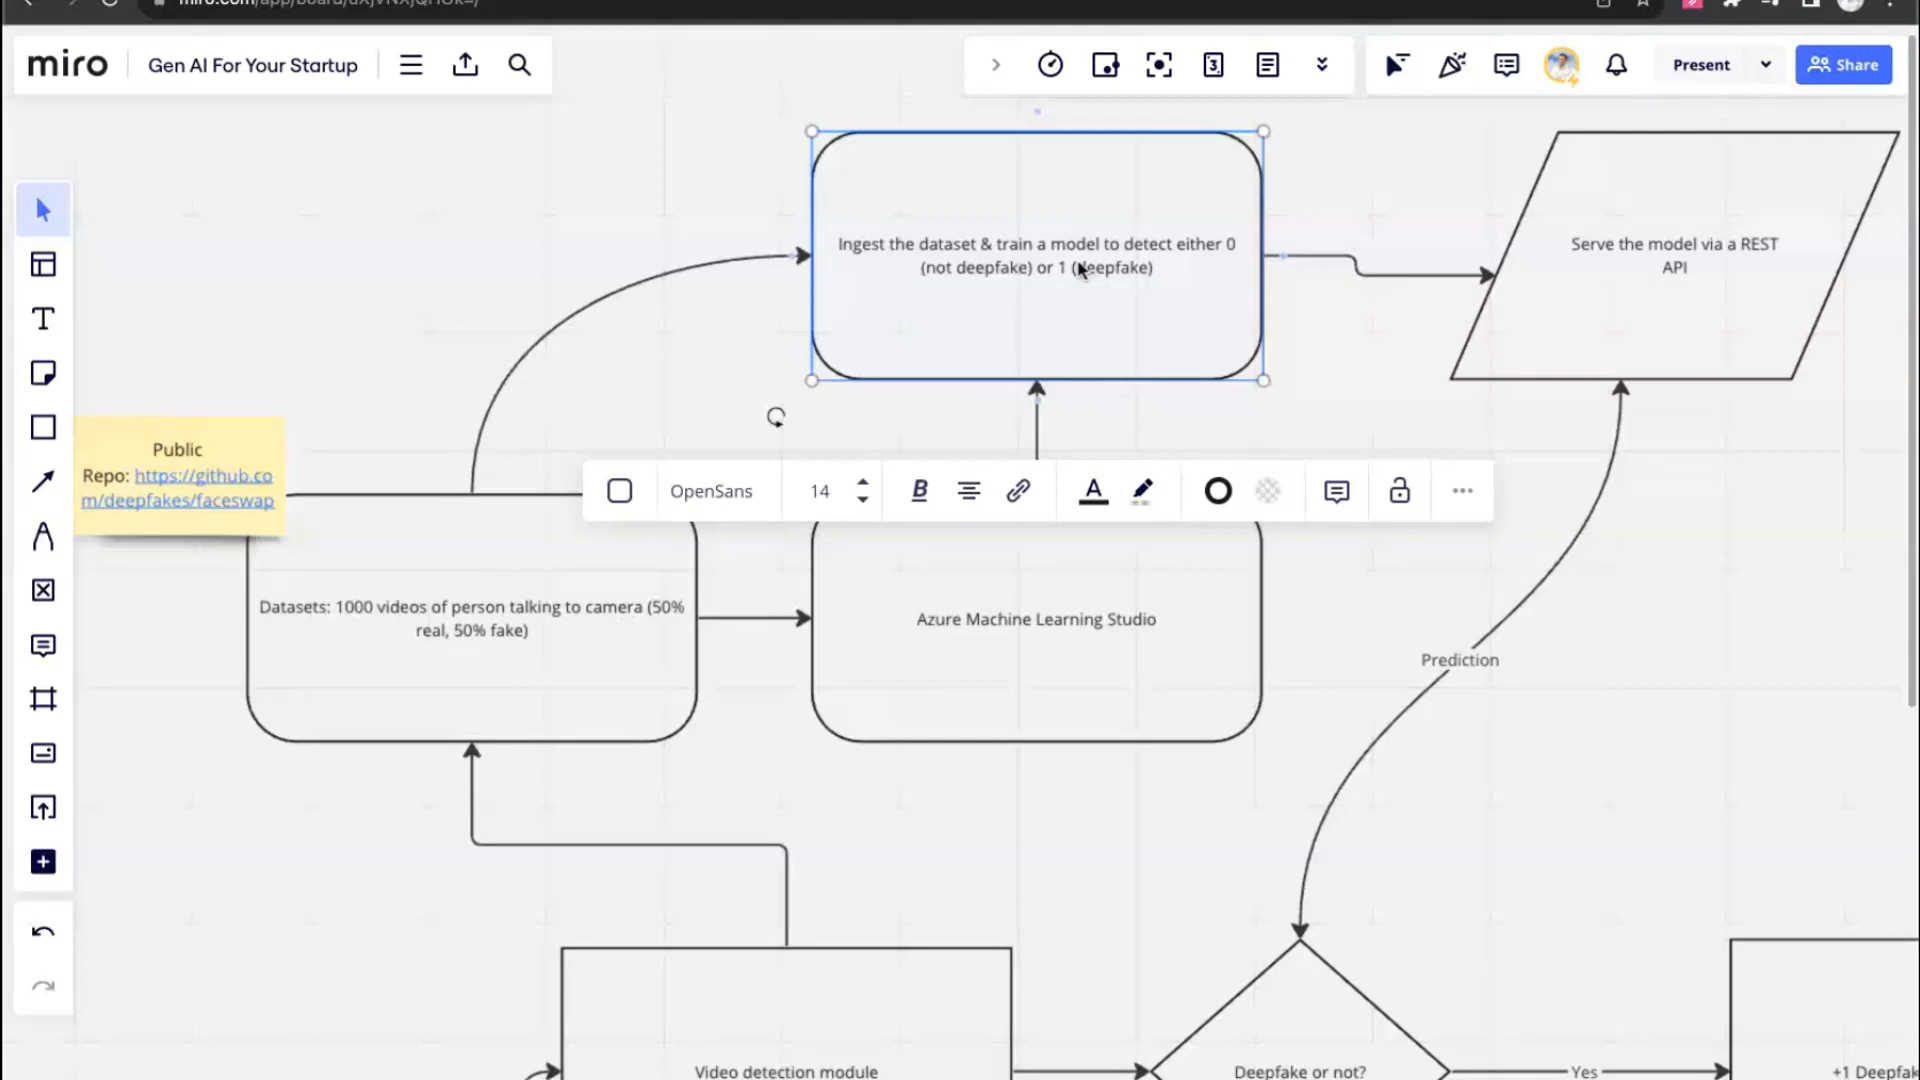 miro
Gen AI For Your Startup
Present
Share
Ingest the dataset & train a model to detect either 0
(not deepfake) or 1 (deepfake)
Serve the model via a REST
API
Public
Repo: https://github.co
m/deepfakes/faceswap
OpenSans
14
B
A
Datasets: 1000 videos of person talking to camera (50%
real, 50% fake)
Azure Machine Learning Studio
Prediction
Video detection module
Deepfake or not?
Yes
+1 Deepfak